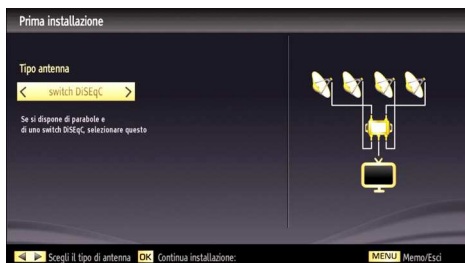 Prima installazione
Tipo antenna
switch DiSEqC
Se si dispone di parabole e
di uno switch DiSEqC, selezionare questo
Scegli il tipo di antenna OK Continua installazione: MENU Memo/Esci